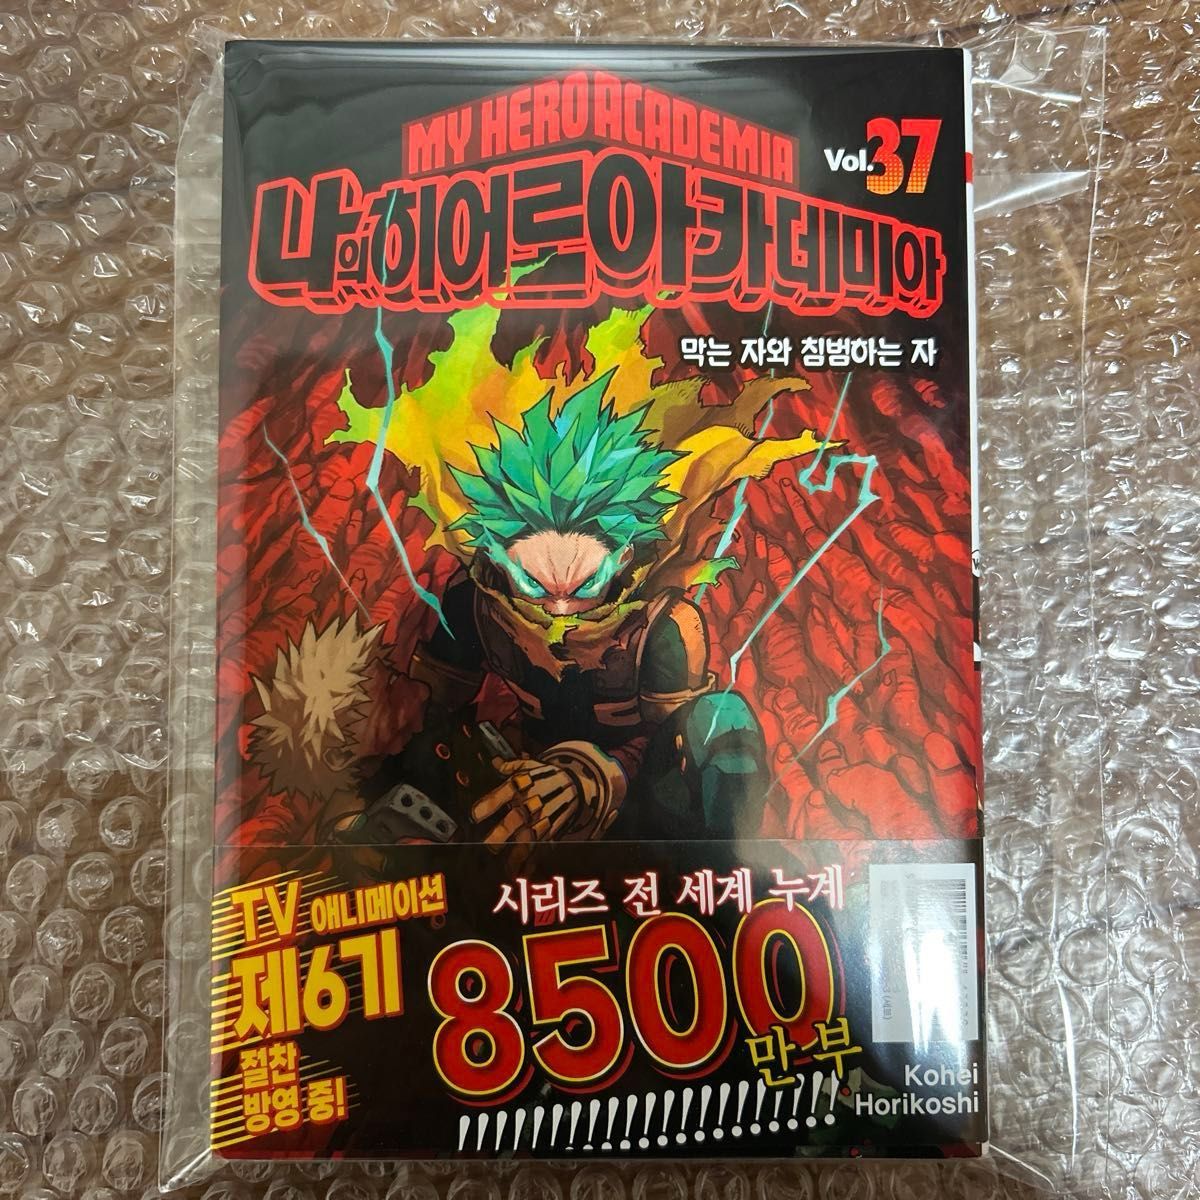 MY HERO ACADEMIA
Vol.37
나의 히어로 아카데미아
막는 자와 침범하는 자
TV 애니메이션
제6기
절찬
방영 중!
시리즈 전 세계 누계
8500
만 부
!!!!!!!!!!!!!!!!!!!!!!
Kohei
Horikoshi